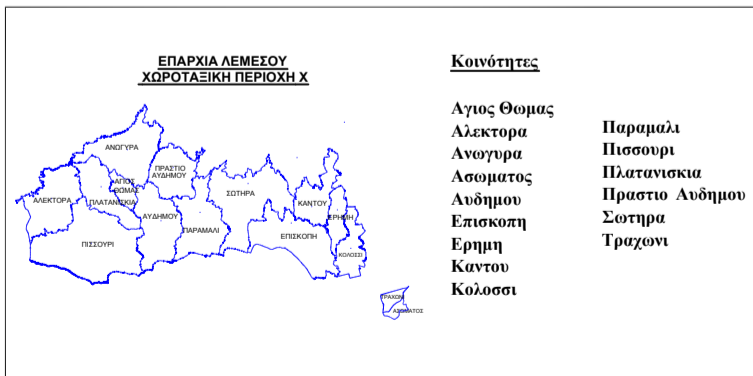 ΕΠΑΡΧΙΑ ΛΕΜΕΣΟΥ
ΧΩΡΟΤΑΞΙΚΗ ΠΕΡΙΟΧΗ Χ
ΑΝΩΓΥΡΑ
ΠΡΑΣΤΙΟ
ΑΥΔΗΜΟΥ
ΑΓΙΟΣ
ΘΩΜΑΣ
ΑΛΕΚΤΟΡΑ
ΠΛΑΤΑΝΙΣΚΙΑ
ΣΩΤΗΡΑ
ΚΑΝΤΟΥ
ΑΥΔΗΜΟΥ
ΕΡΗΜΗ
ΠΑΡΑΜΑΛΙ
ΕΠΙΣΚΟΠΗ
ΠΙΣΣΟΥΡΙ
ΚΟΛΟΣΣΙ
ΤΡΑΧΩΝΙ
ΑΣΩΜΑΤΟΣ
Κοινότητες
Αγιος Θωμας
Αλεκτορα
Ανωγυρα
Ασωματος
Αυδημου
Επισκοπη
Ερημη
Καντου
Κολοσσι
Παραμαλι
Πισσουρι
Πλατανισκια
Πραστιο Αυδημου
Σωτηρα
Τραχωνι